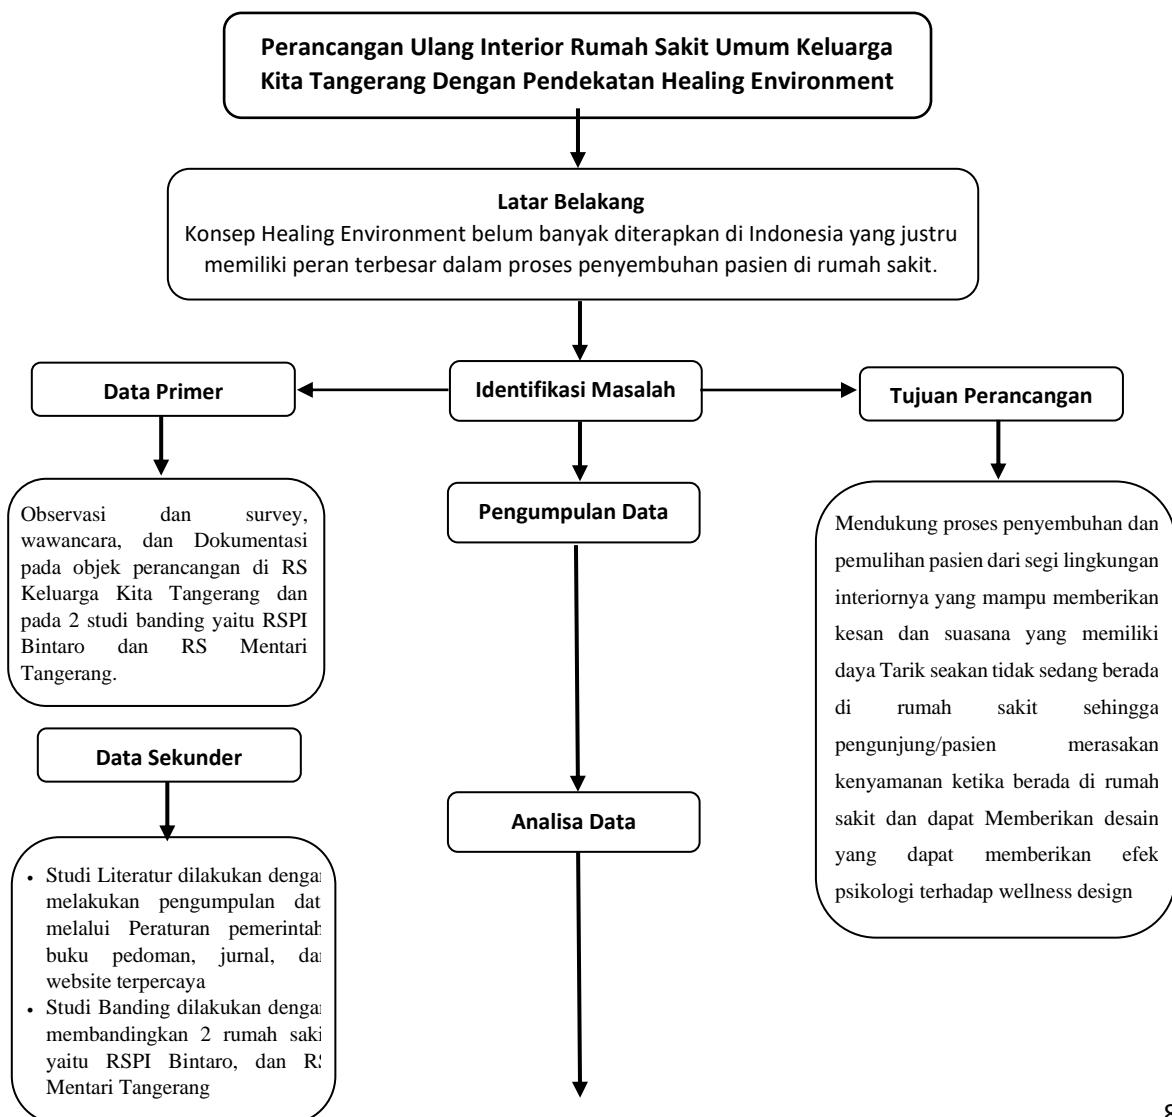 Perancangan Ulang Interior Rumah Sakit Umum Keluarga
Kita Tangerang Dengan Pendekatan Healing Environment
Latar Belakang
Konsep Healing Environment belum banyak diterapkan di Indonesia yang justru
memiliki peran terbesar dalam proses penyembuhan pasien di rumah sakit.
Data Primer
Identifikasi Masalah
Tujuan Perancangan
Observasi dan survey,
wawancara, dan Dokumentasi
pada objek perancangan di RS
Keluarga Kita Tangerang dan
pada 2 studi banding yaitu RSPI
Bintaro dan RS Mentari
Tangerang.
Pengumpulan Data
Mendukung proses penyembuhan dan
pemulihan pasien dari segi lingkungan
interiornya yang mampu memberikan
kesan dan suasana yang memiliki
daya Tarik seakan tidak sedang berada
di rumah sakit sehingga
pengunjung/pasien merasakan
kenyamanan ketika berada di rumah
sakit dan dapat Memberikan desain
yang dapat memberikan efek
psikologi terhadap wellness design
Data Sekunder
Analisa Data
• Studi Literatur dilakukan dengan
melakukan pengumpulan dat
melalui Peraturan pemerintah
buku pedoman, jurnal, dan
website terpercaya
• Studi Banding dilakukan dengan
membandingkan 2 rumah saki
yaitu RSPI Bintaro, dan RS
Mentari Tangerang
8